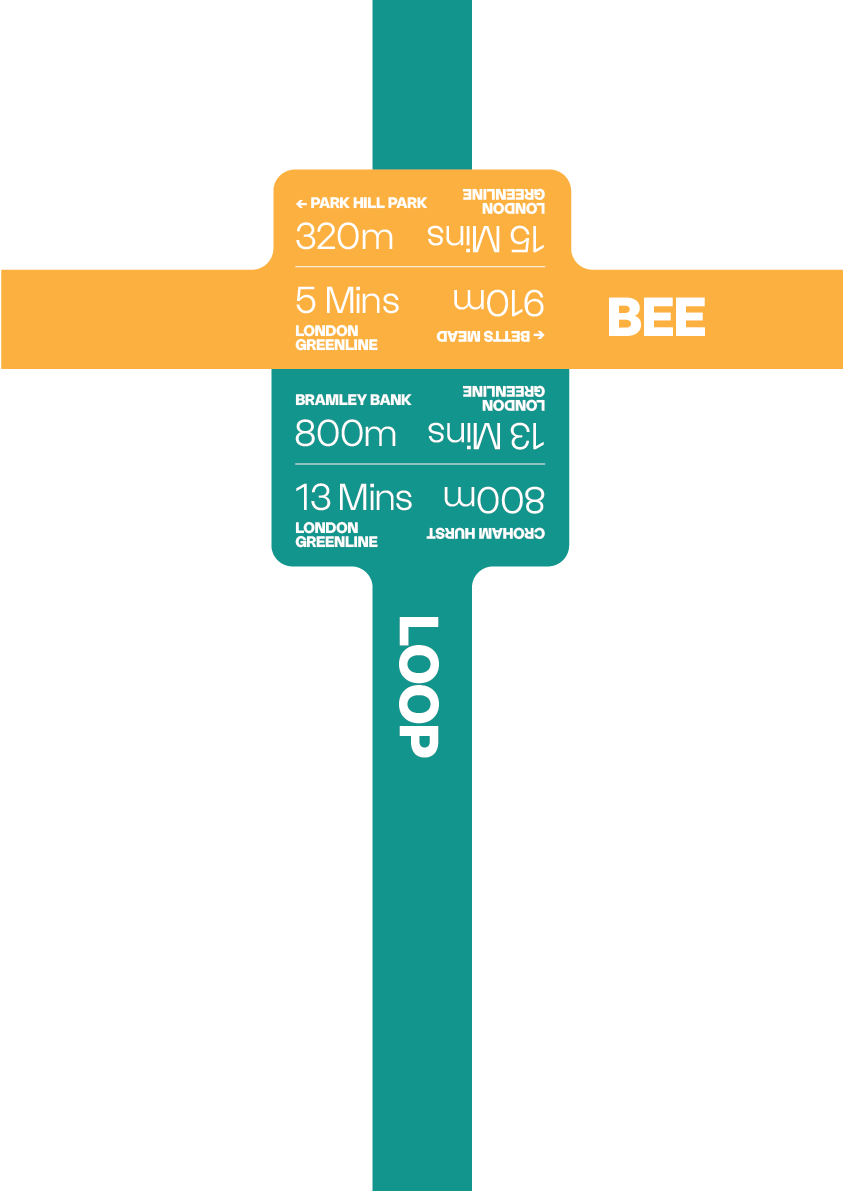 ← PARK HILL PARK
320m
5 Mins
LONDON
GREENLINE
← BETTS MEAD
910m
15 Mins
LONDON
GREENLINE
BEE
BRAMLEY BANK
800m
13 Mins
LONDON
GREENLINE
CROHAM HURST
800m
13 Mins
LONDON
GREENLINE
LOOP